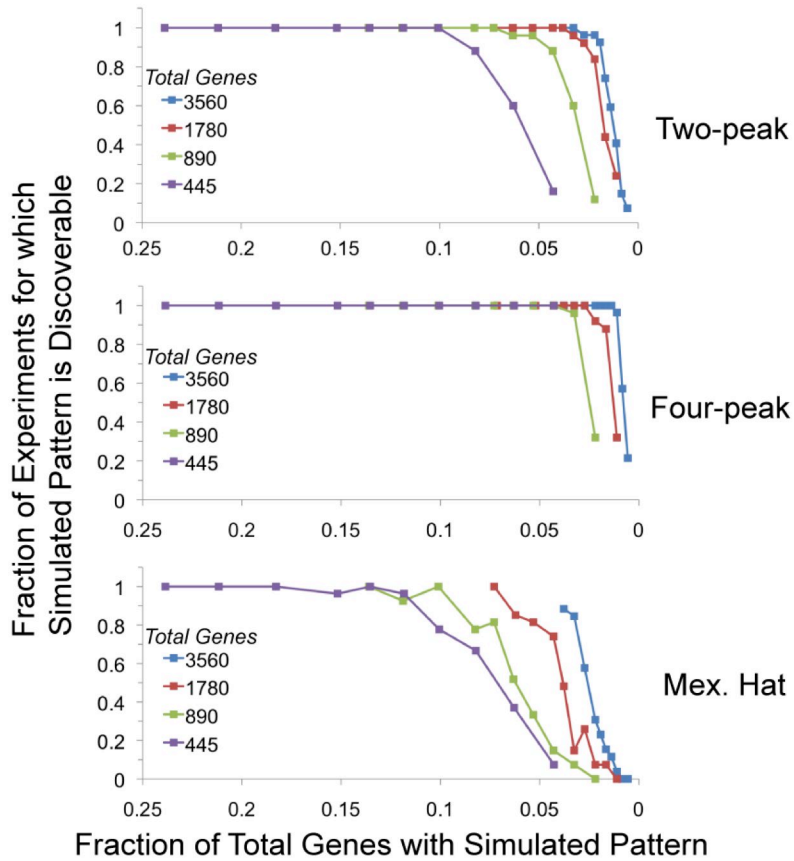 Fraction of Experiments for which
Simulated Pattern is Discoverable
1
0.8
0.6
0.4
0.2
0
Total Genes
3560
1780
890
445
0.25 0.2 0.15 0.1 0.05 0
Two-peak
1
0.8
0.6
0.4
0.2
0
Total Genes
3560
1780
890
445
0.25 0.2 0.15 0.1 0.05 0
Four-peak
1
0.8
0.6
0.4
0.2
0
Total Genes
3560
1780
890
445
0.25 0.2 0.15 0.1 0.05 0
Mex. Hat
Fraction of Total Genes with Simulated Pattern